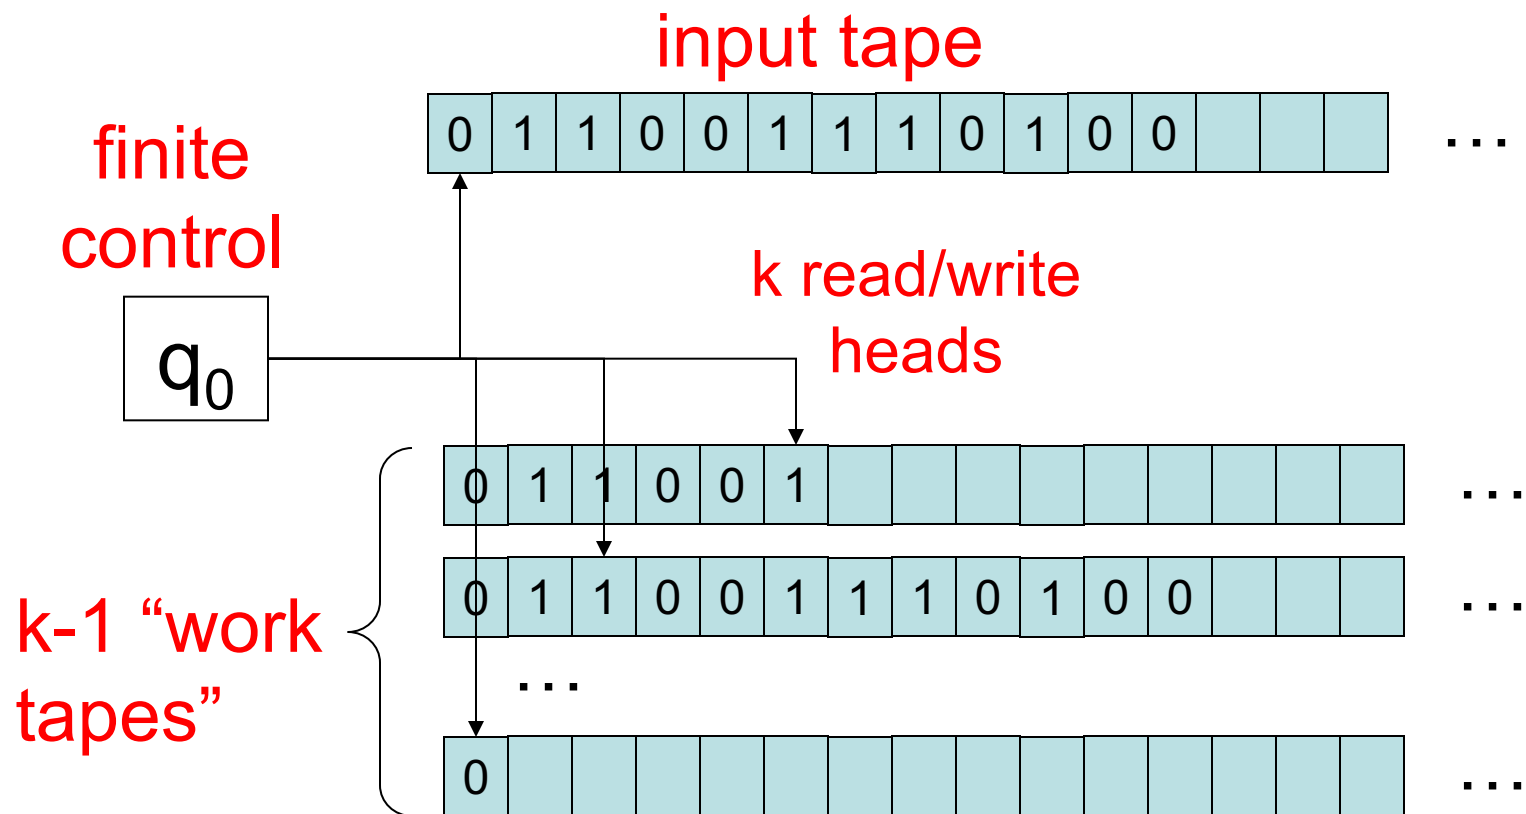 input tape
0 1 1 0 0 1 1 1 0 1 0 0 ...
finite
control
k read/write
heads
q₀
0 1 1 0 0 1 ...
0 1 1 0 0 1 1 1 0 1 0 0 ...
k-1 “work
tapes”
...
0 ...